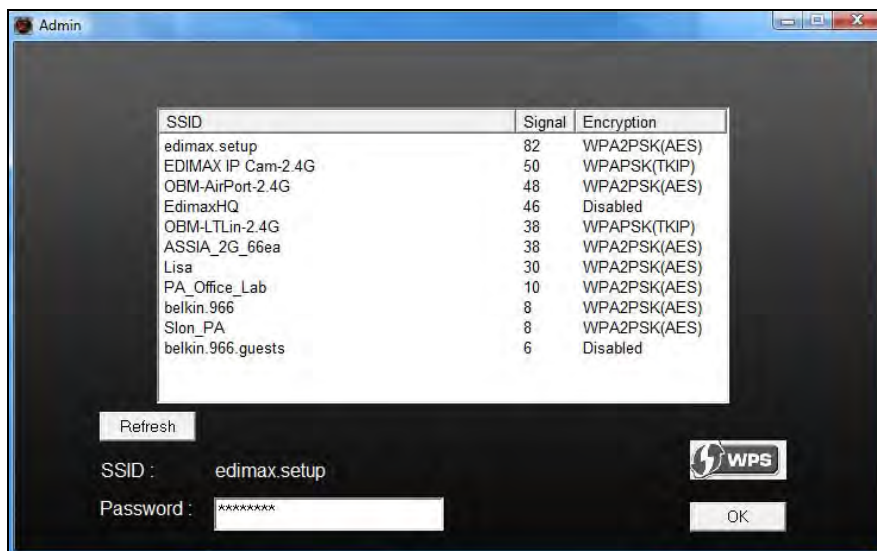 Admin
SSID Signal Encryption
edimax.setup 82 WPA2PSK(AES)
EDIMAX IP Cam-2.4G 50 WPAPSK(TKIP)
OBM-AirPort-2.4G 48 WPA2PSK(AES)
EdimaxHQ 46 Disabled
OBM-LTLin-2.4G 38 WPAPSK(TKIP)
ASSIA_2G_66ea 38 WPA2PSK(AES)
Lisa 30 WPA2PSK(AES)
PA_Office_Lab 10 WPA2PSK(AES)
belkin.966 8 WPA2PSK(AES)
Slon_PA 8 WPA2PSK(AES)
belkin.966.guests 6 Disabled
Refresh
SSID : edimax.setup
WPS
Password : ********
OK